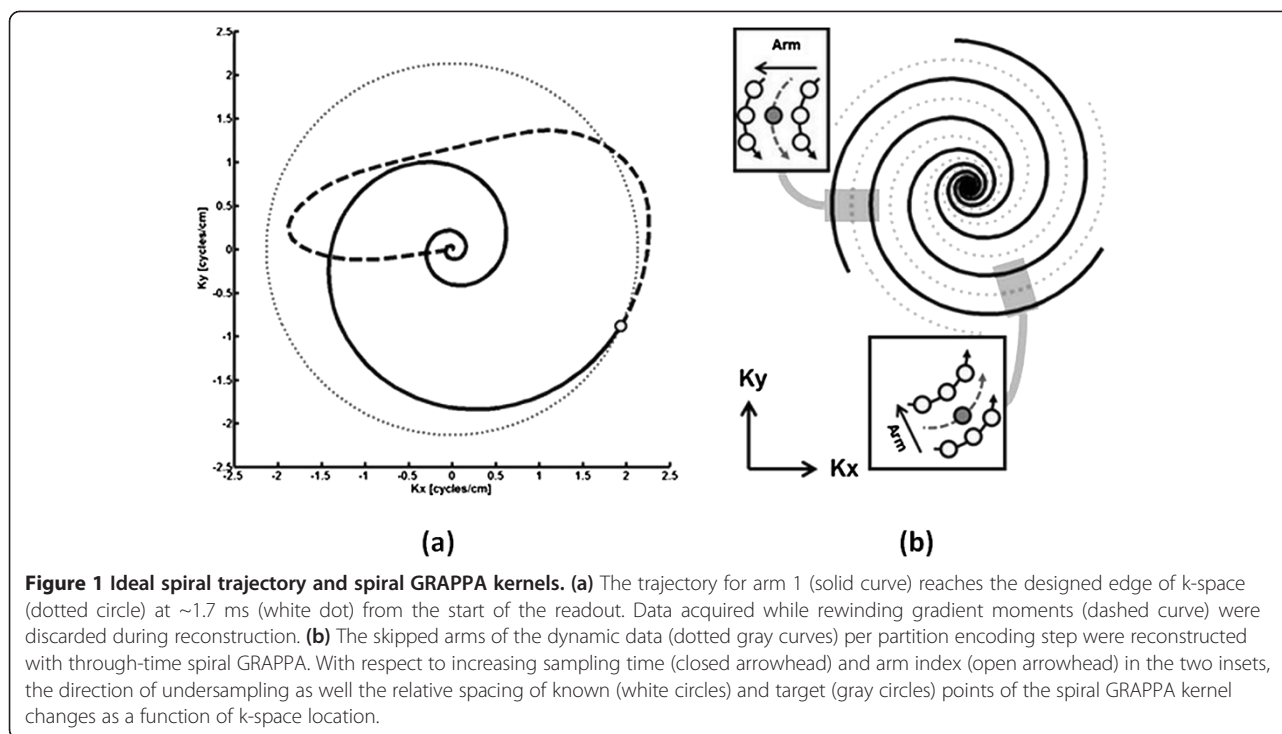 2.5
2
1.5
1
0.5
0
-0.5
-1
-1.5
-2
-2.5
Ky [cycles/cm]
-2.5 -2 -1.5 -1 -0.5 0 0.5 1 1.5 2 2.5
Kx [cycles/cm]
(a)
Arm
Arm
Ky
Kx
(b)
Figure 1 Ideal spiral trajectory and spiral GRAPPA kernels. (a) The trajectory for arm 1 (solid curve) reaches the designed edge of k-space
(dotted circle) at ~1.7 ms (white dot) from the start of the readout. Data acquired while rewinding gradient moments (dashed curve) were
discarded during reconstruction. (b) The skipped arms of the dynamic data (dotted gray curves) per partition encoding step were reconstructed
with through-time spiral GRAPPA. With respect to increasing sampling time (closed arrowhead) and arm index (open arrowhead) in the two insets,
the direction of undersampling as well the relative spacing of known (white circles) and target (gray circles) points of the spiral GRAPPA kernel
changes as a function of k-space location.